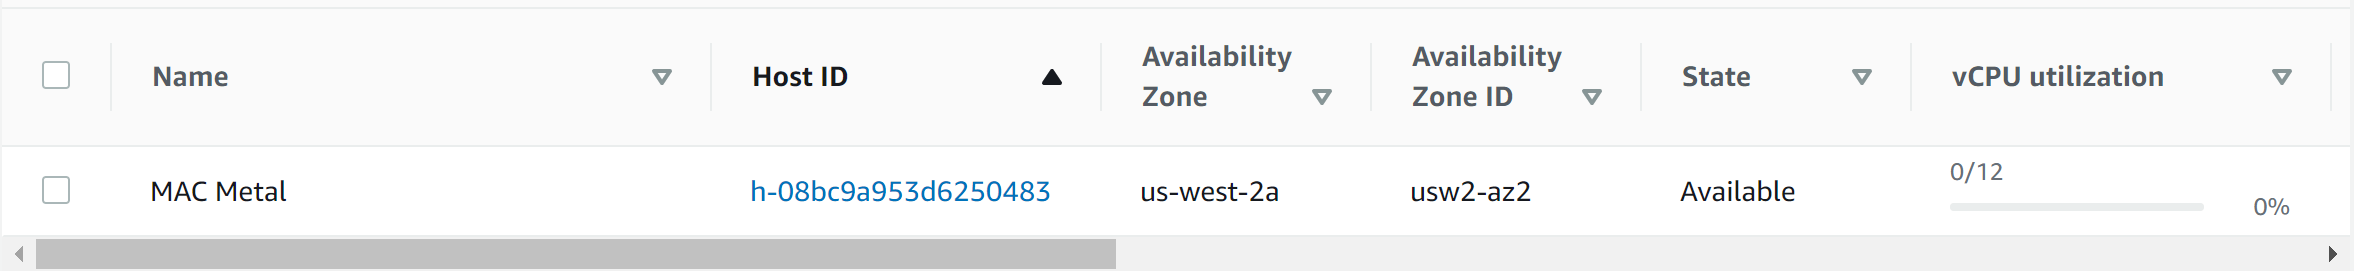 Name
Host ID
Availability
Zone
Availability
Zone ID
State
vCPU utilization
MAC Metal
h-08bc9a953d6250483
us-west-2a
usw2-az2
Available
0/12
0%